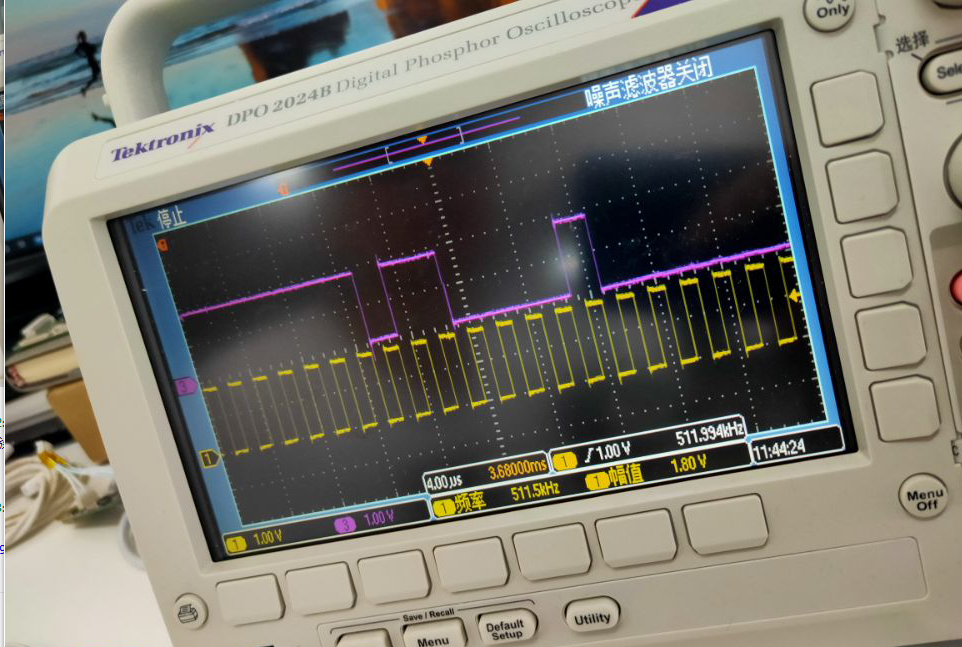 Only
选择
Tektronix DPO 2024B Digital Phosphor Oscilloscope
噪声滤波器关闭
Tek 停止
3
1
4.00μs 3.68000ms 1 1.00 V 511.994kHz
1 频率 511.5kHz 1 幅值 1.80 V 11:44:24
1 1.00 V 3 1.00 V
Menu
Off
Save / Recall
Menu
Default
Setup
Utility